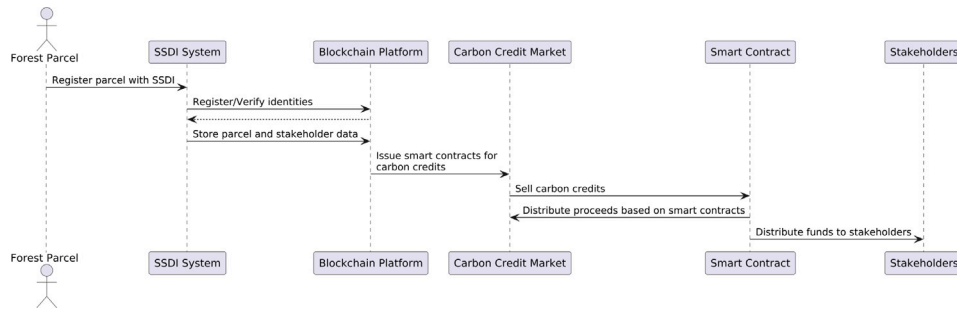 Forest Parcel
SSDI System
Blockchain Platform
Carbon Credit Market
Smart Contract
Stakeholders
Register parcel with SSDI
Register/Verify identities
Store parcel and stakeholder data
Issue smart contracts for
carbon credits
Sell carbon credits
Distribute proceeds based on smart contracts
Distribute funds to stakeholders
Forest Parcel
SSDI System
Blockchain Platform
Carbon Credit Market
Smart Contract
Stakeholders